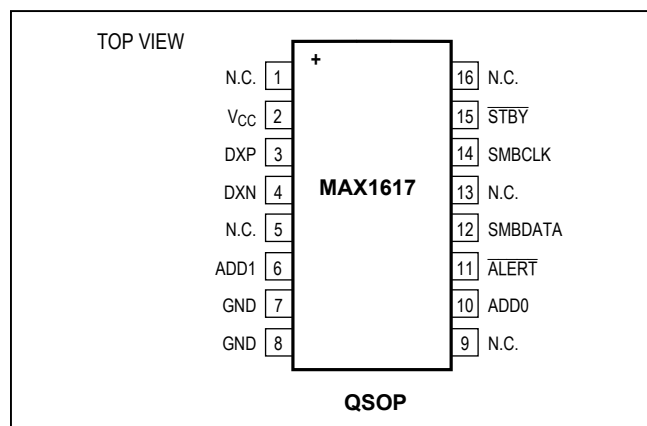 TOP VIEW
+
N.C. 1 16 N.C.
VCC 2 15 STBY
DXP 3 14 SMBCLK
DXN 4 MAX1617 13 N.C.
N.C. 5 12 SMBDATA
ADD1 6 11 ALERT
GND 7 10 ADD0
GND 8 9 N.C.
QSOP